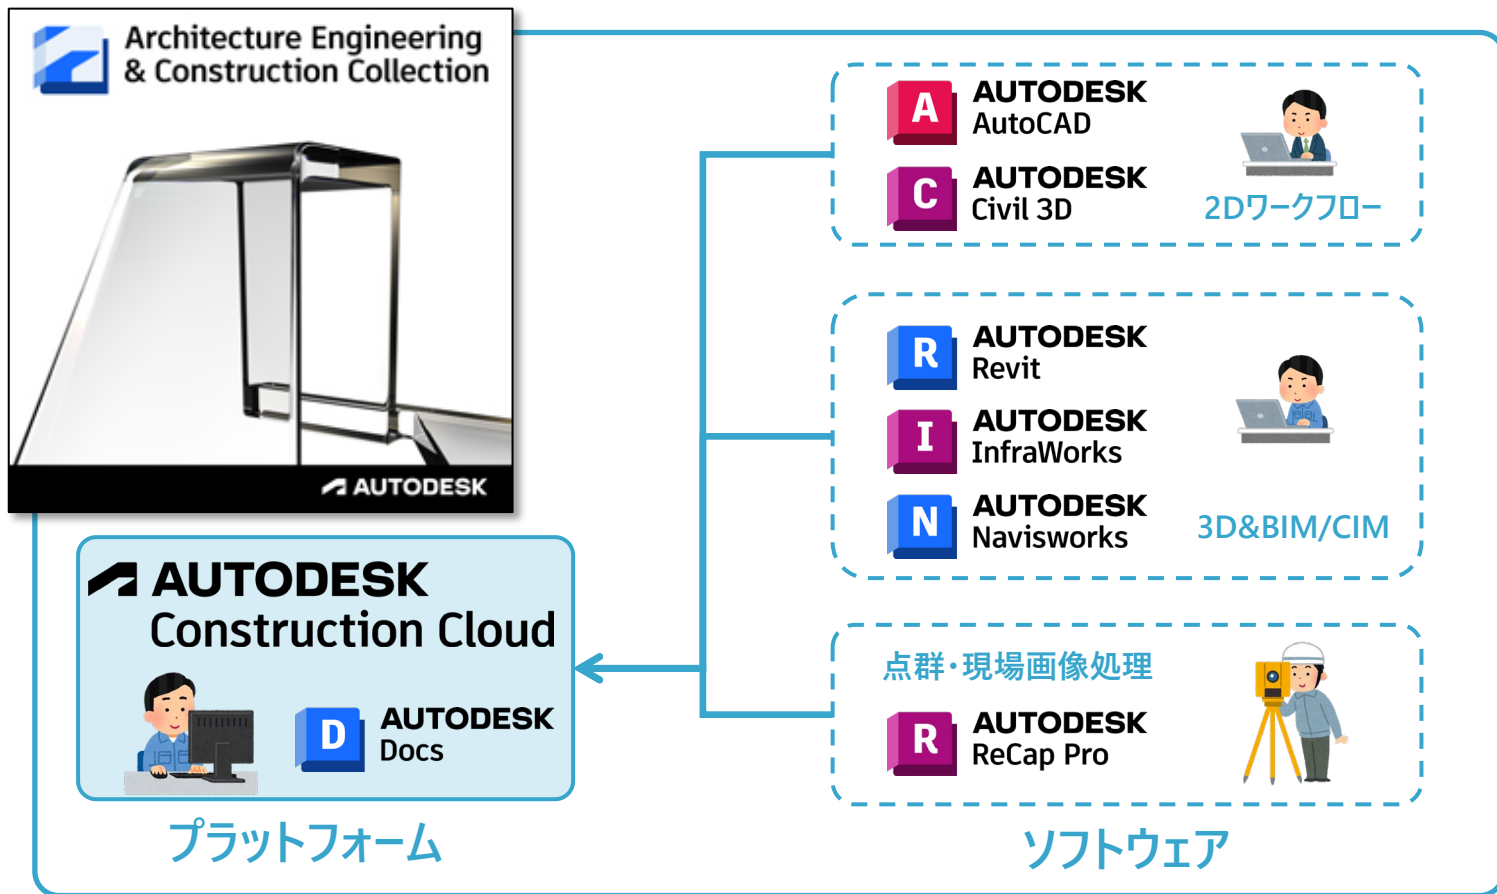 Architecture Engineering
& Construction Collection
AUTODESK
AUTODESK
Construction Cloud
D
AUTODESK
Docs
プラットフォーム
A
AUTODESK
AutoCAD
C
AUTODESK
Civil 3D
2Dワークフロー
R
AUTODESK
Revit
I
AUTODESK
InfraWorks
N
AUTODESK
Navisworks
3D&BIM/CIM
点群・現場画像処理
R
AUTODESK
ReCap Pro
ソフトウェア